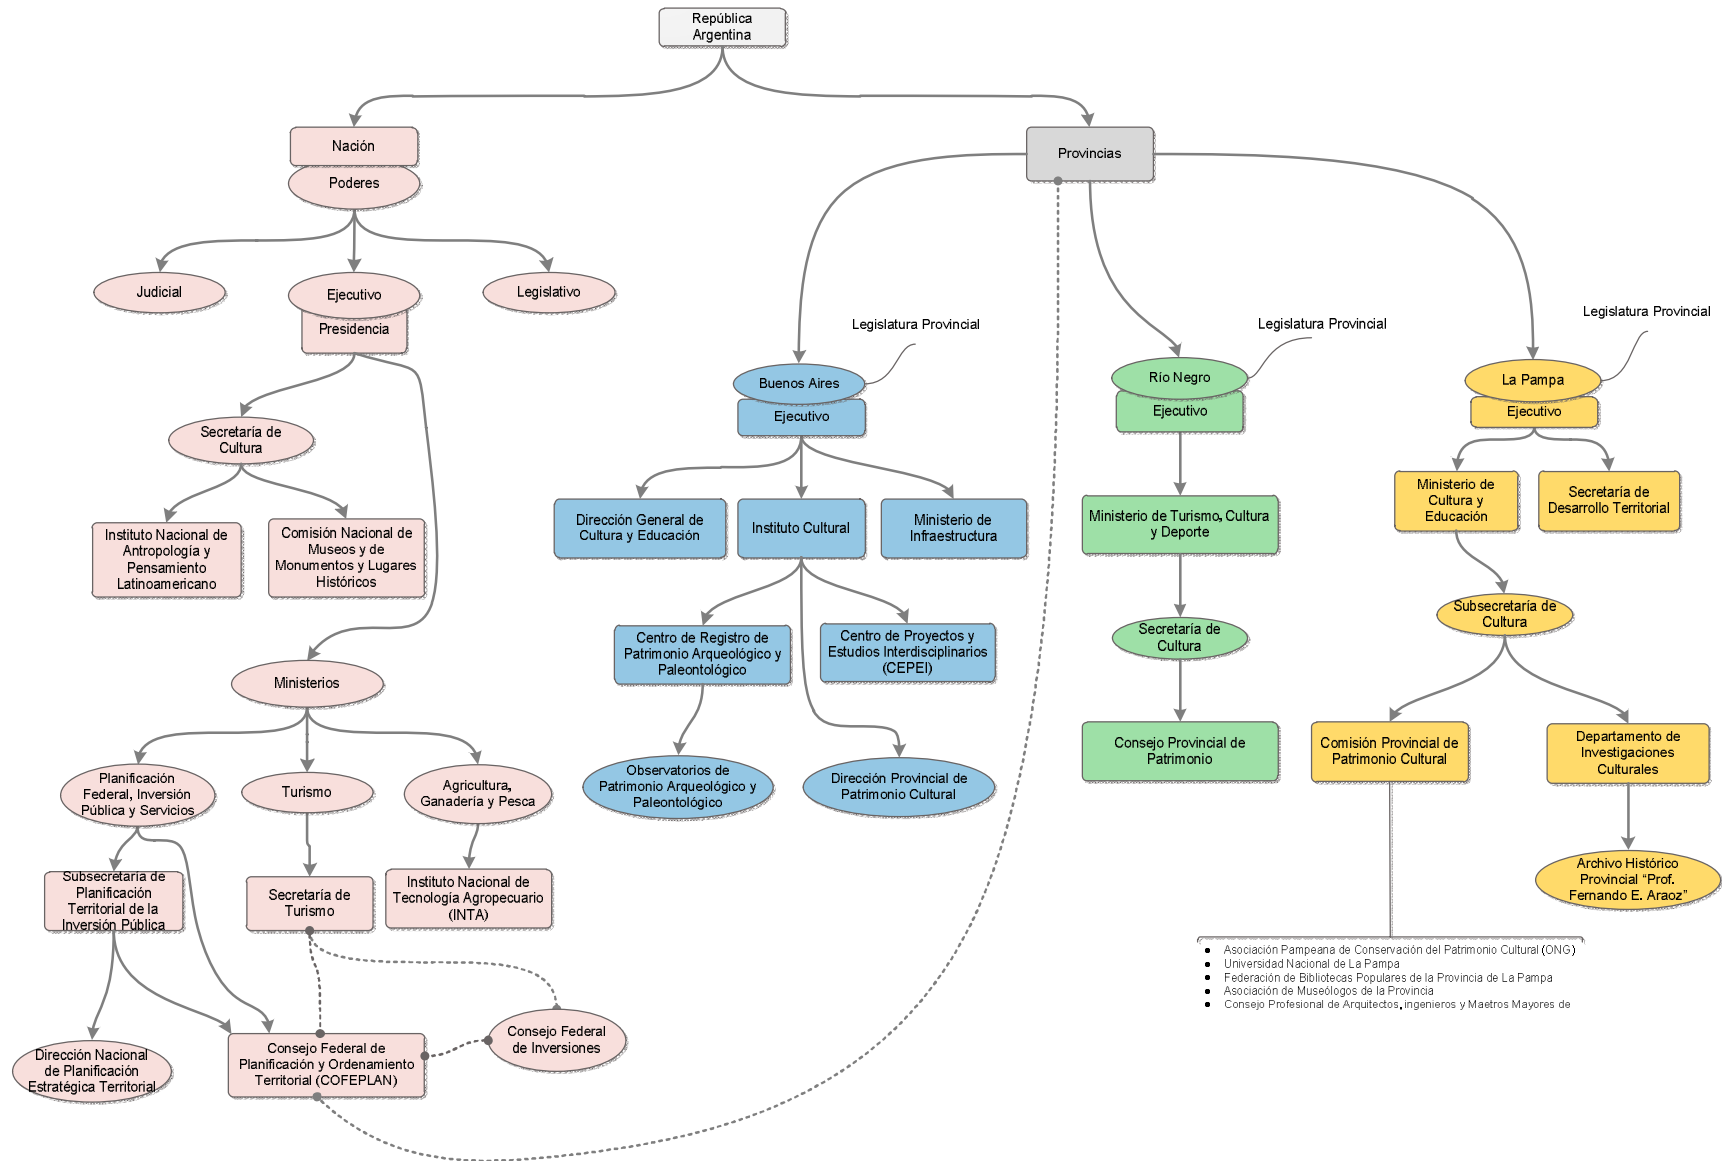 República
Argentina
Nación
Poderes
Judicial
Ejecutivo
Legislativo
Presidencia
Secretaría de
Cultura
Instituto Nacional de
Antropología y
Pensamiento
Latinoamericano
Comisión Nacional de
Museos y de
Monumentos y Lugares
Históricos
Ministerios
Planificación
Federal, Inversión
Pública y Servicios
Turismo
Agricultura,
Ganadería y Pesca
Subsecretaría de
Planificación
Territorial de la
Inversión Pública
Secretaría de
Turismo
Instituto Nacional de
Tecnología Agropecuario
(INTA)
Dirección Nacional
de Planificación
Estratégica Territorial
Consejo Federal de
Planificación y Ordenamiento
Territorial (COFEPLAN)
Consejo Federal
de Inversiones
Provincias
Legislatura Provincial
Buenos Aires
Ejecutivo
Dirección General de
Cultura y Educación
Instituto Cultural
Ministerio de
Infraestructura
Centro de Registro de
Patrimonio Arqueológico y
Paleontológico
Centro de Proyectos y
Estudios Interdisciplinarios
(CEPEI)
Observatorios de
Patrimonio Arqueológico y
Paleontológico
Dirección Provincial de
Patrimonio Cultural
Legislatura Provincial
Río Negro
Ejecutivo
Ministerio de Turismo, Cultura
y Deporte
Secretaría de
Cultura
Consejo Provincial de
Patrimonio
Legislatura Provincial
La Pampa
Ejecutivo
Ministerio de
Cultura y
Educación
Secretaría de
Desarrollo Territorial
Subsecretaría de
Cultura
Comisión Provincial de
Patrimonio Cultural
Departamento de
Investigaciones
Culturales
Archivo Histórico
Provincial “Prof.
Fernando E. Araoz”
• Asociación Pampeana de Conservación del Patrimonio Cultural (ONG)
• Universidad Nacional de La Pampa
• Federación de Bibliotecas Populares de la Provincia de La Pampa
• Asociación de Museólogos de la Provincia
• Consejo Profesional de Arquitectos, ingenieros y Maetros Mayores de